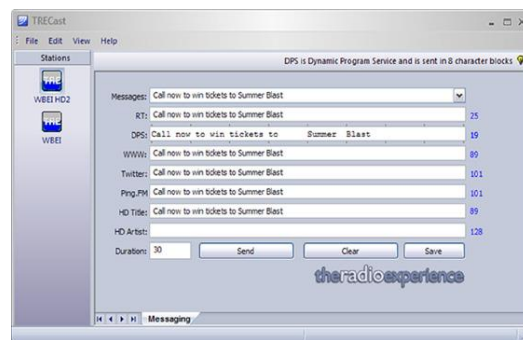 TRECast
File Edit View Help
Stations
DPS is Dynamic Program Service and is sent in 8 character blocks
TRE
WBEI HD2
TRE
WBEI
Messages: Call now to win tickets to Summer Blast
RT: Call now to win tickets to Summer Blast 25
DPS: Call now to win tickets to Summer Blast 19
WWW: Call now to win tickets to Summer Blast 89
Twitter: Call now to win tickets to Summer Blast 101
Ping.FM Call now to win tickets to Summer Blast 101
HD Title: Call now to win tickets to Summer Blast 89
HD Artist: 128
Duration: 30 Send Clear Save
theradioexperience
Messaging